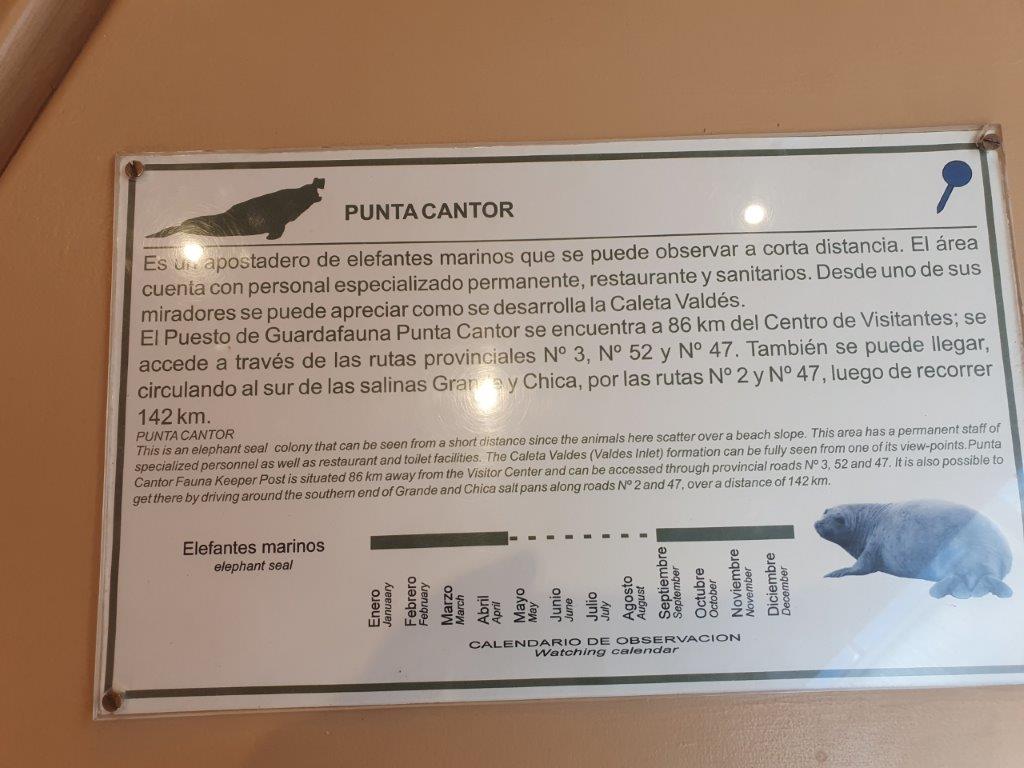 PUNTA CANTOR
Es un apostadero de elefantes marinos que se puede observar a corta distancia. El área
cuenta con personal especializado permanente, restaurante y sanitarios. Desde uno de sus
miradores se puede apreciar como se desarrolla la Caleta Valdés.
El Puesto de Guardafauna Punta Cantor se encuentra a 86 km del Centro de Visitantes; se
accede a través de las rutas provinciales Nº 3, Nº 52 y Nº 47. También se puede llegar,
circulando al sur de las salinas Grande y Chica, por las rutas Nº 2 y Nº 47, luego de recorrer
142 km.
PUNTA CANTOR
This is an elephant seal colony that can be seen from a short distance since the animals here scatter over a beach slope. This area has a permanent staff of
specialized personnel as well as restaurant and toilet facilities. The Caleta Valdes (Valdes Inlet) formation can be fully seen from one of its view-points. Punta
Cantor Fauna Keeper Post is situated 86 km away from the Visitor Center and can be accessed through provincial roads Nº 3, 52 and 47. It is also possible to
get there by driving around the southern end of Grande and Chica salt pans along roads Nº 2 and 47, over a distance of 142 km.
Elefantes marinos
elephant seal
Enero
Januaary
Febrero
February
Marzo
March
Abril
April
Mayo
May
Junio
June
Julio
July
Agosto
August
Septiembre
September
Octubre
October
Noviembre
November
Diciembre
December
CALENDARIO DE OBSERVACION
Watching calendar